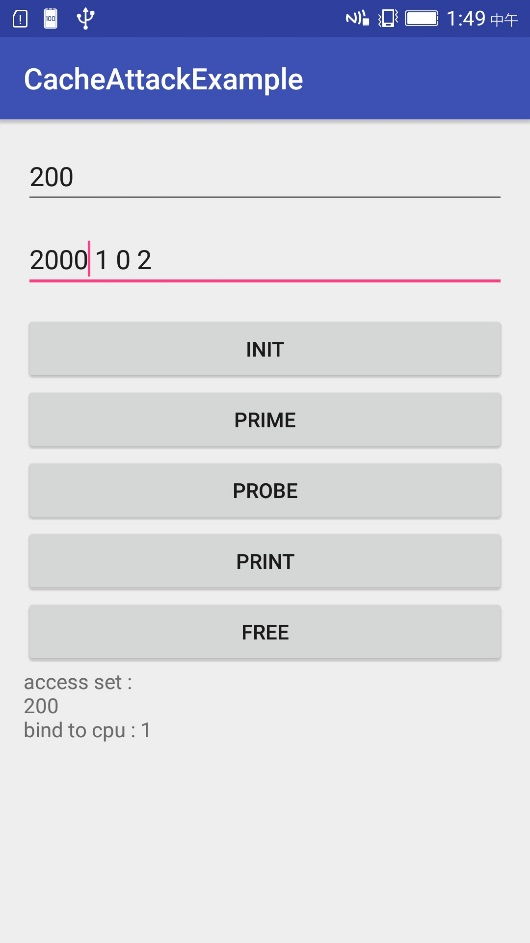 100
1:49 中午
CacheAttackExample
200
2000 1 0 2
INIT
PRIME
PROBE
PRINT
FREE
access set :
200
bind to cpu : 1